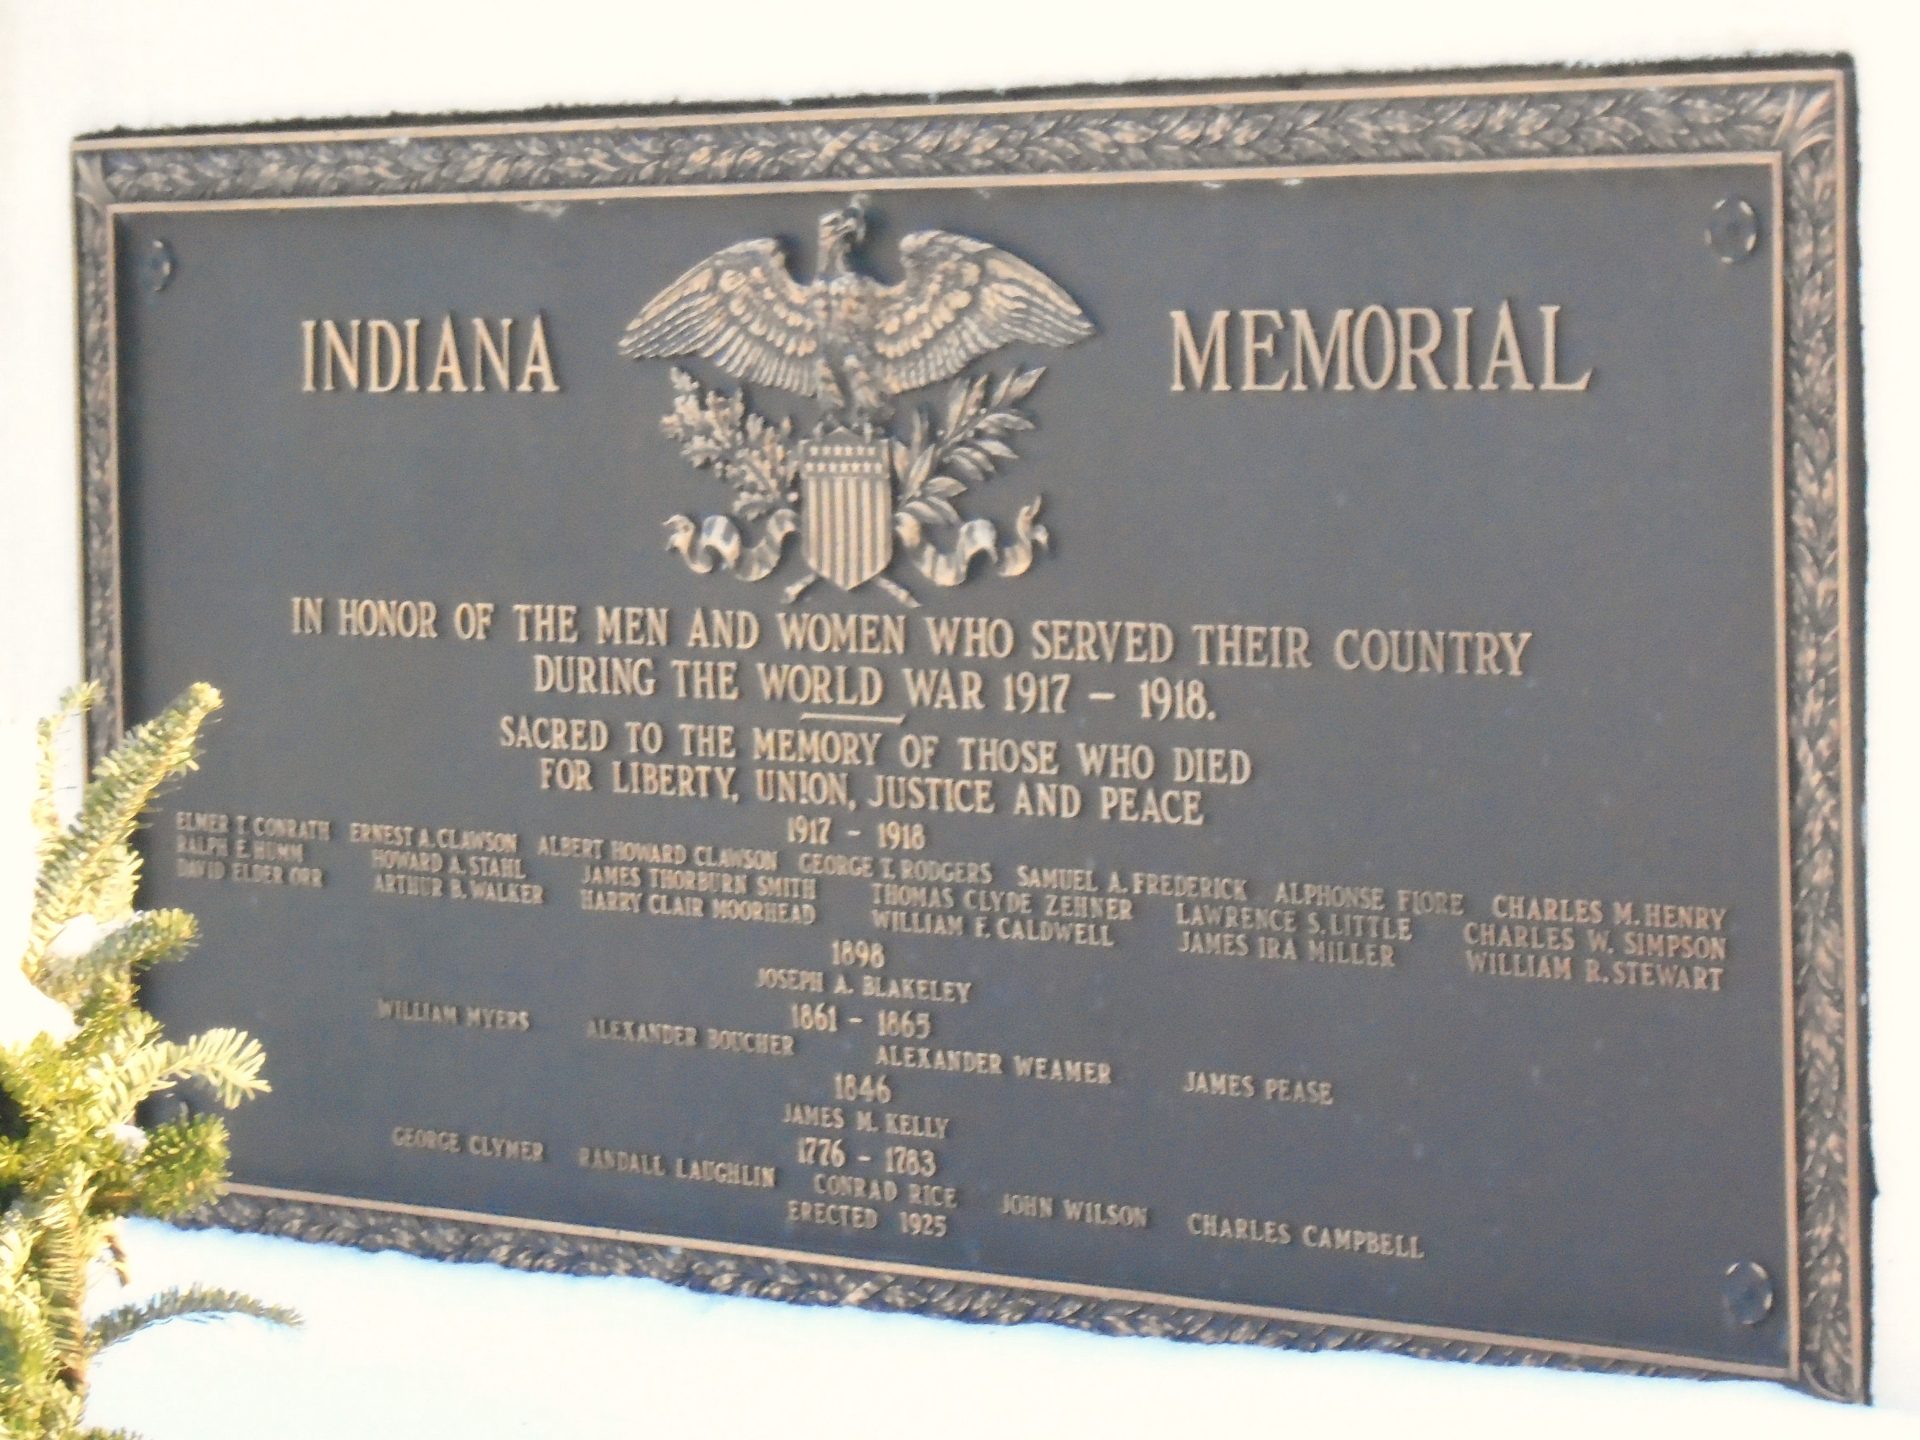 INDIANA MEMORIAL
IN HONOR OF THE MEN AND WOMEN WHO SERVED THEIR COUNTRY
DURING THE WORLD WAR 1917 – 1918.
SACRED TO THE MEMORY OF THOSE WHO DIED
FOR LIBERTY, UNION, JUSTICE AND PEACE
1917 - 1918
ELMER T. CONRATH ERNEST A. CLAWSON ALBERT HOWARD CLAWSON GEORGE T. RODGERS SAMUEL A. FREDERICK ALPHONSE FIORE CHARLES M. HENRY
RALPH E. HUMM HOWARD A. STAHL JAMES THORBURN SMITH THOMAS CLYDE ZEHNER LAWRENCE S. LITTLE CHARLES W. SIMPSON
DAVID ELDER ORR ARTHUR B. WALKER HARRY CLAIR MOORHEAD WILLIAM F. CALDWELL JAMES IRA MILLER WILLIAM R. STEWART
1898
JOSEPH A. BLAKELEY
1861 - 1865
WILLIAM MYERS ALEXANDER BOUCHER ALEXANDER WEAMER JAMES PEASE
1846
JAMES M. KELLY
1776 - 1783
GEORGE CLYMER RANDALL LAUGHLIN CONRAD RICE JOHN WILSON CHARLES CAMPBELL
ERECTED 1925